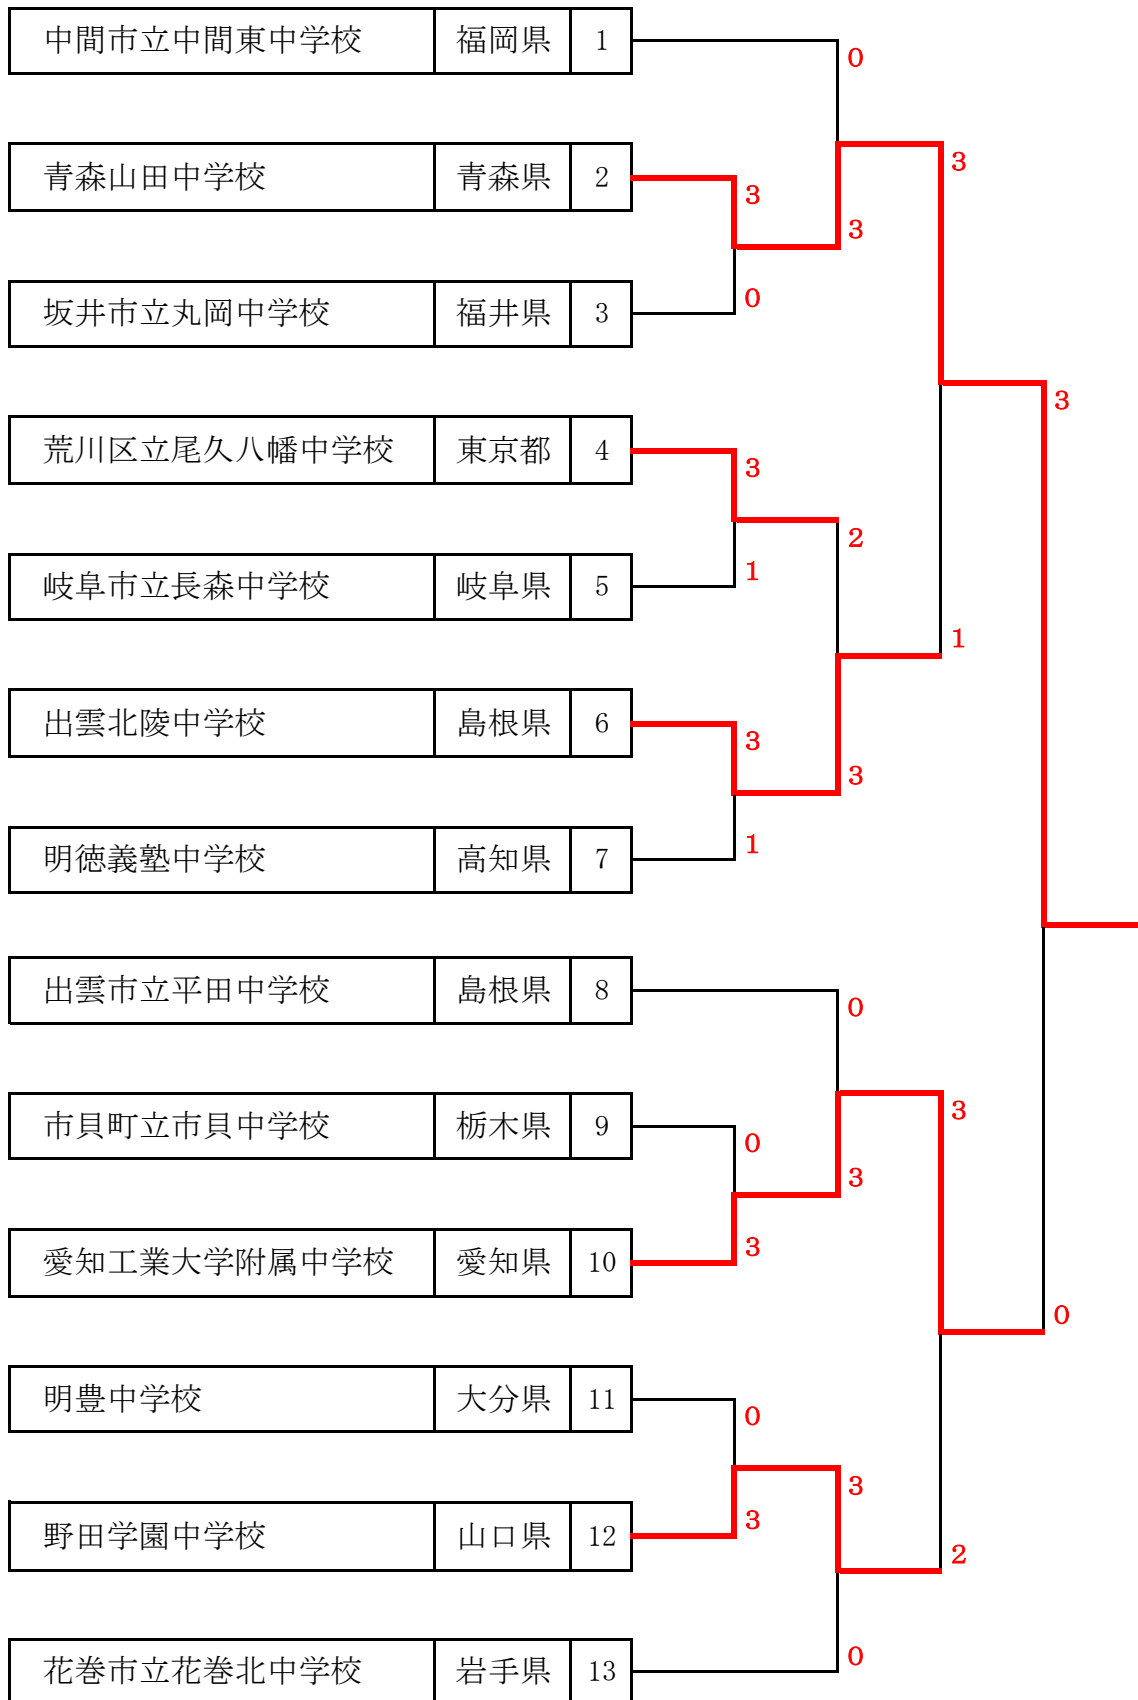 中間市立中間東中学校 福岡県 1
0
3
青森山田中学校 青森県 2
3
3
0
坂井市立丸岡中学校 福井県 3
3
荒川区立尾久八幡中学校 東京都 4
3
2
1
岐阜市立長森中学校 岐阜県 5
1
出雲北陵中学校 島根県 6
3
3
1
明徳義塾中学校 高知県 7
出雲市立平田中学校 島根県 8
0
3
市貝町立市貝中学校 栃木県 9
0
3
3
愛知工業大学附属中学校 愛知県 10
0
明豊中学校 大分県 11
0
3
3
野田学園中学校 山口県 12
2
0
花巻市立花巻北中学校 岩手県 13